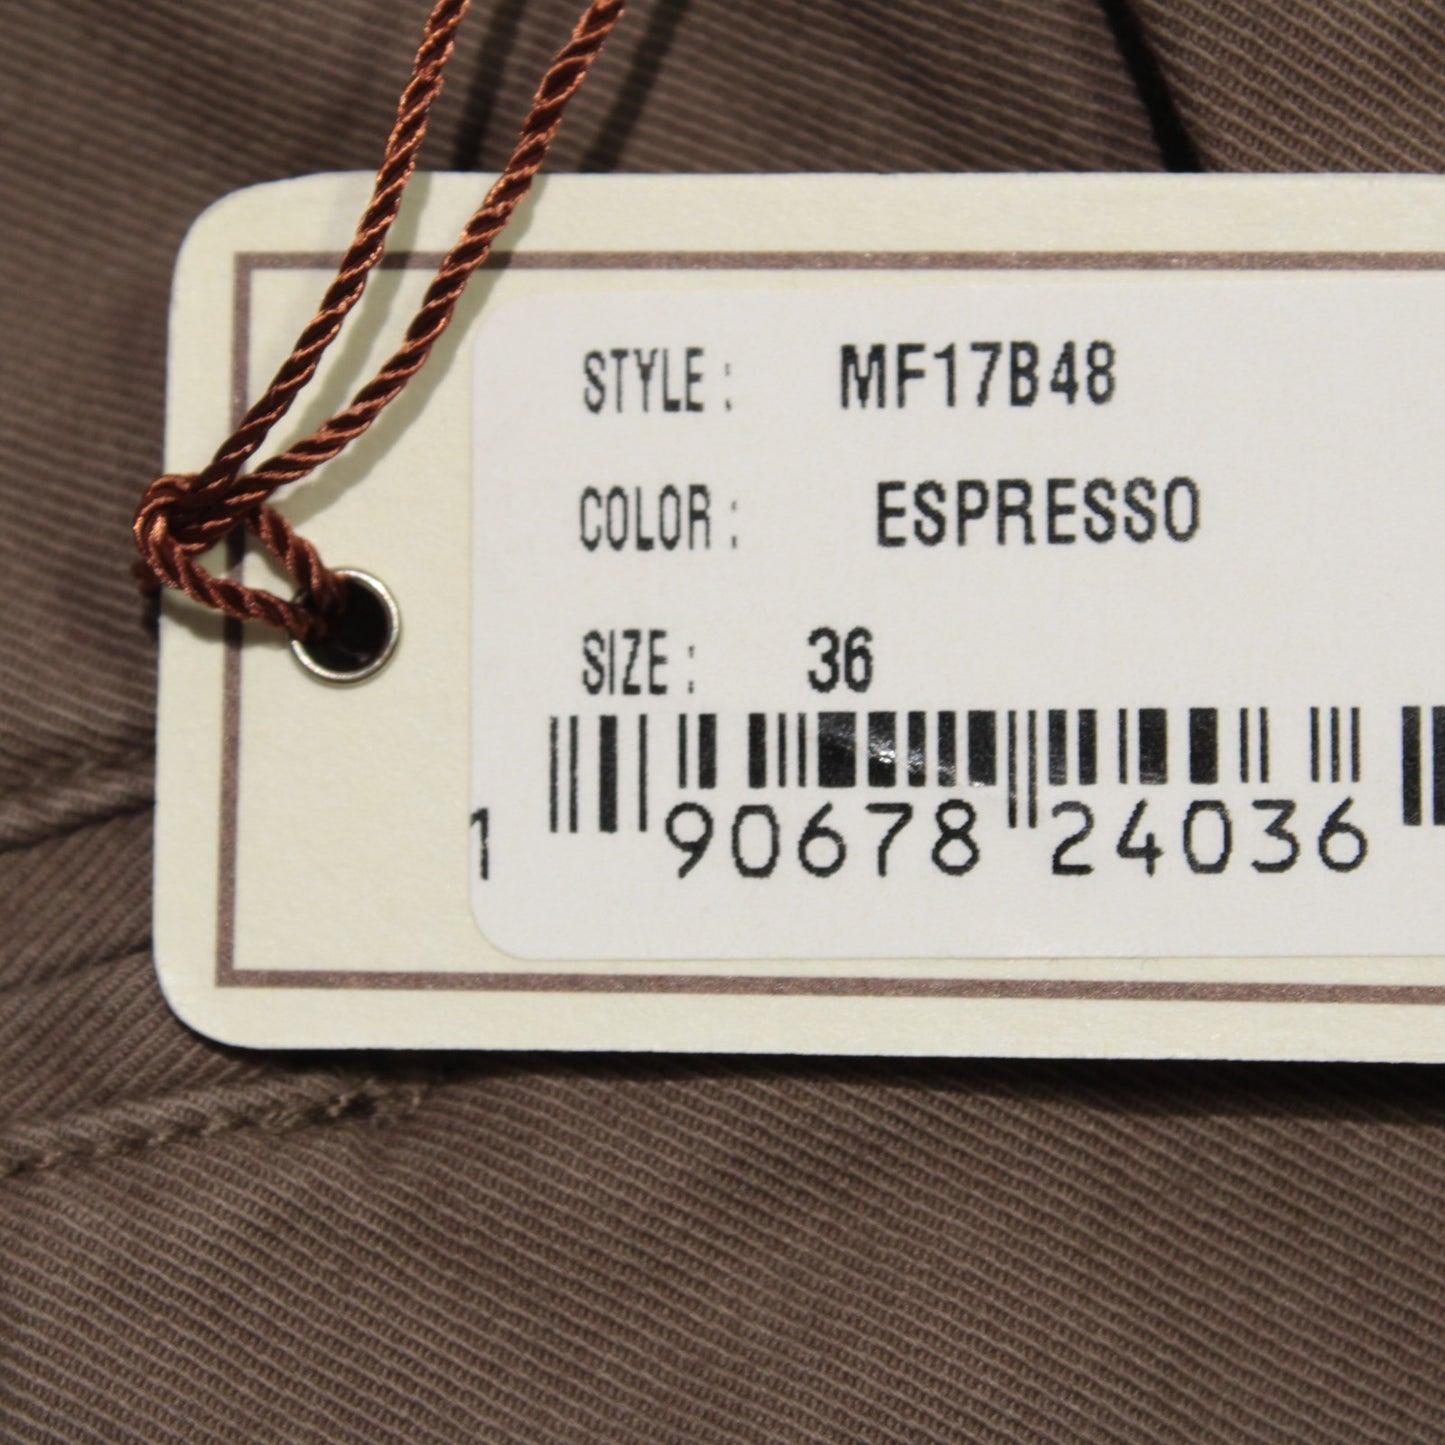 STYLE : MF17B48
COLOR : ESPRESSO
SIZE : 36
1 90678 24036